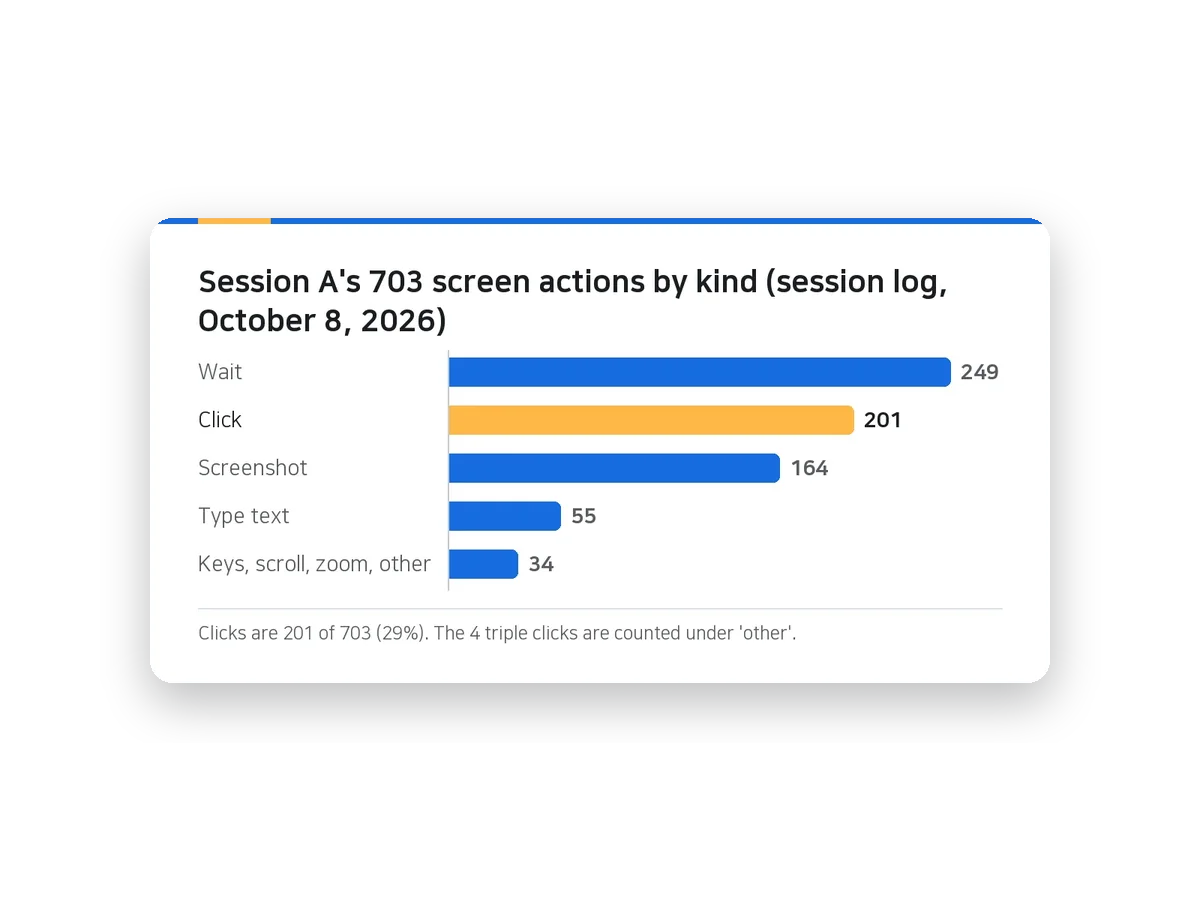 Session A's 703 screen actions by kind (session log,
October 8, 2026)
Wait 249
Click 201
Screenshot 164
Type text 55
Keys, scroll, zoom, other 34
Clicks are 201 of 703 (29%). The 4 triple clicks are counted under 'other'.